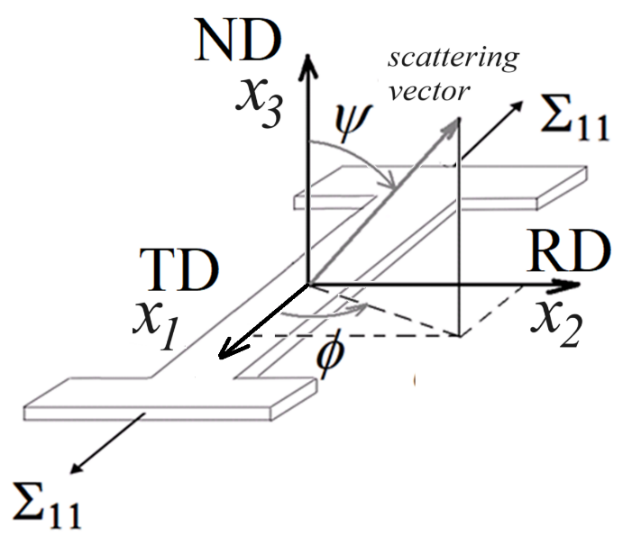 ND
x3
scattering
vector
ψ
Σ11
TD
x1
RD
x2
ϕ
Σ11